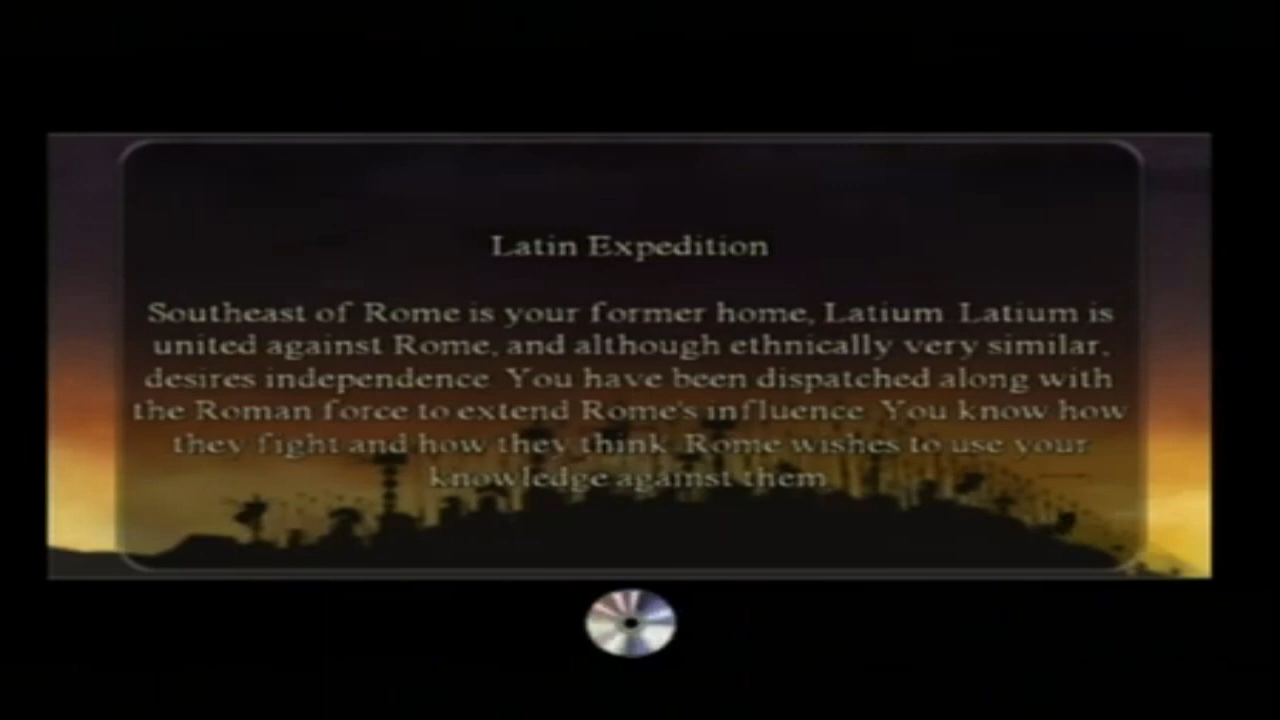 Latin Expedition
Southeast of Rome is your former home, Latium. Latium is
united against Rome, and although ethnically very similar,
desires independence. You have been dispatched along with
the Roman force to extend Rome's influence. You know how
they fight and how they think. Rome wishes to use your
knowledge against them.